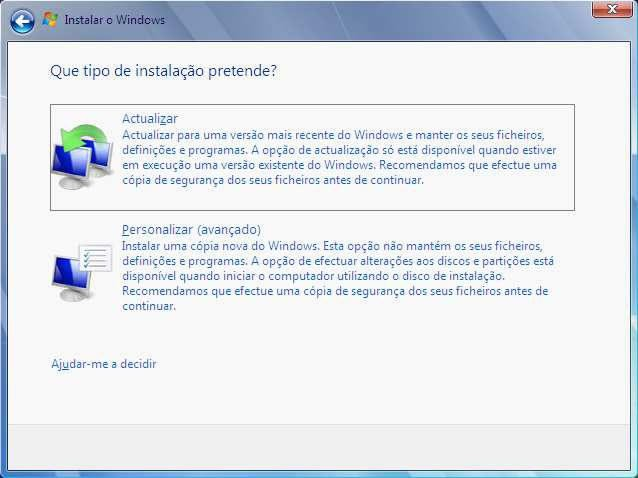 Instalar o Windows
Que tipo de instalação pretende?
Actualizar
Actualizar para uma versão mais recente do Windows e manter os seus ficheiros,
definições e programas. A opção de actualização só está disponível quando estiver
em execução uma versão existente do Windows. Recomendamos que efectue uma
cópia de segurança dos seus ficheiros antes de continuar.
Personalizar (avançado)
Instalar uma cópia nova do Windows. Esta opção não mantém os seus ficheiros,
definições e programas. A opção de efectuar alterações aos discos e partições está
disponível quando iniciar o computador utilizando o disco de instalação.
Recomendamos que efectue uma cópia de segurança dos seus ficheiros antes de
continuar.
Ajudar-me a decidir